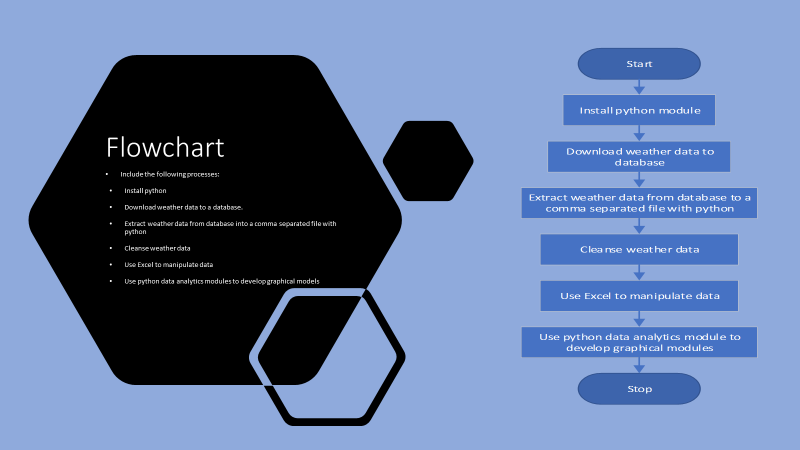 Flowchart
• Include the following processes:
• Install python
• Download weather data to a database.
• Extract weather data from database into a comma separated file with
python
• Cleanse weather data
• Use Excel to manipulate data
• Use python data analytics modules to develop graphical models
Start
Install python module
Download weather data to
database
Extract weather data from database to a
comma separated file with python
Cleanse weather data
Use Excel to manipulate data
Use python data analytics module to
develop graphical modules
Stop